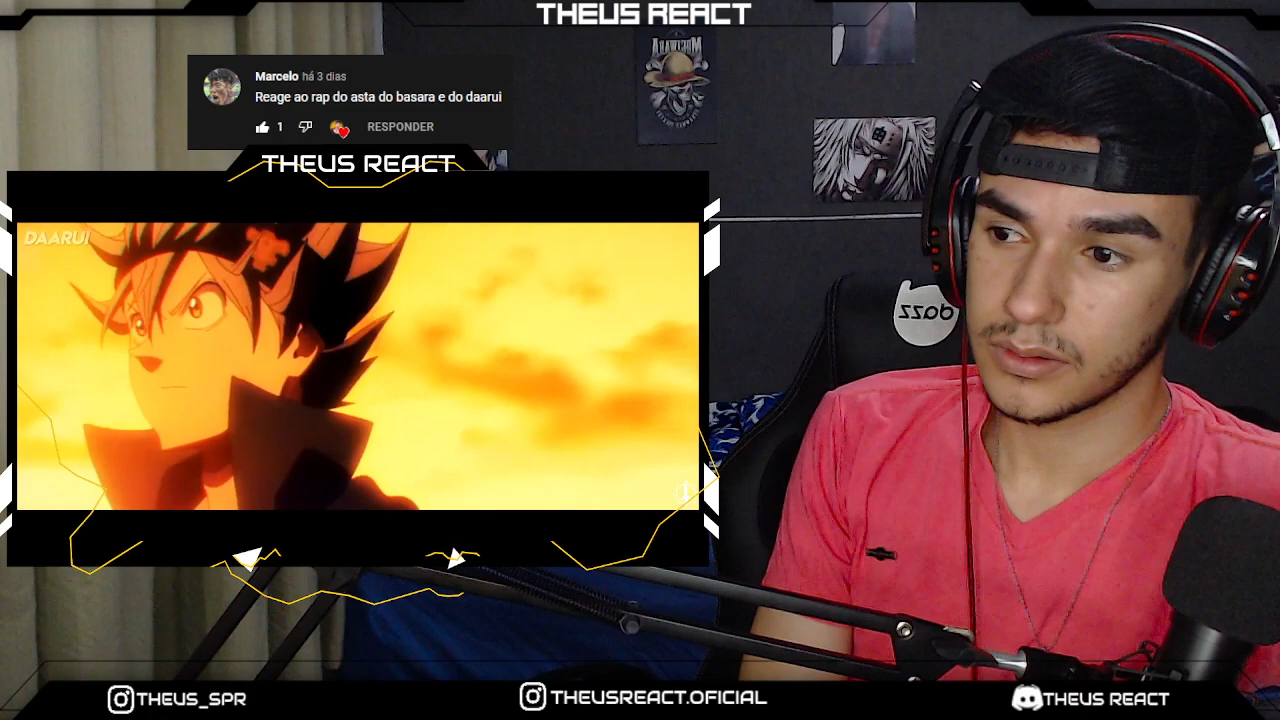 THEUS REACT
Marcelo há 3 dias
Reage ao rap do asta do basara e do daarui
1
RESPONDER
THEUS REACT
DAARUI
dazz
THEUS_SPR
THEUSREACT.OFICIAL
THEUS REACT